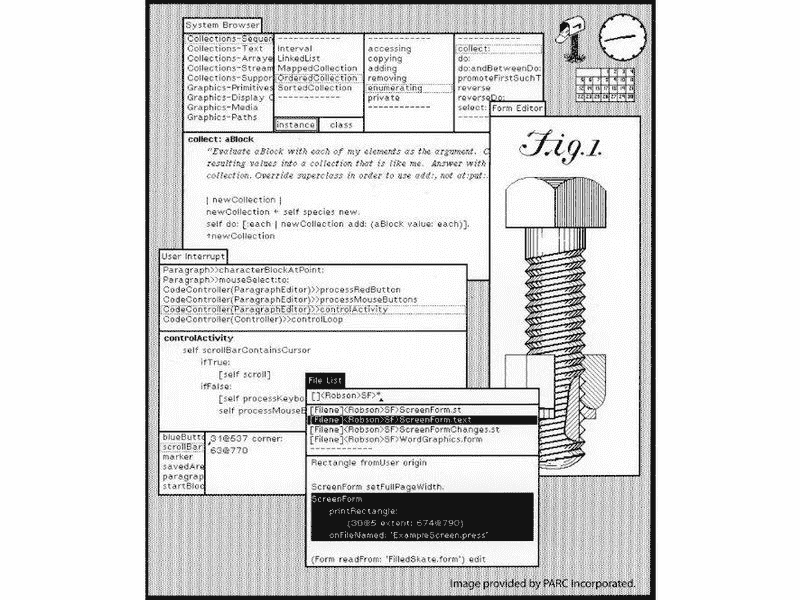 System Browser
Collections-Sequen
Collections-Text
Collections-Arraye
Collections-Stream
Collections-Suppor
Graphics-Primitives
Graphics-Display
Graphics-Media
Graphics-Paths
Interval
LinkedList
MappedCollection
OrderedCollection
SortedCollection
instance
class
accessing
copying
adding
removing
enumerating
private
collect:
do:
do:andBetweenDo:
promoteFirstSuchT
reverse
reverseDo:
select:
collect: aBlock
"Evaluate aBlock with each of my elements as the argument. C
resulting values into a collection that is like me. Answer with
collection. Override superclass in order to use add:, not at:put:.
| newCollection |
newCollection ← self species new.
self do: [:each | newCollection add: (aBlock value: each)].
↑newCollection
Form Editor
Fig.1.
User Interrupt
Paragraph>>characterBlockAtPoint:
Paragraph>>mouseSelect:to:
CodeController(ParagraphEditor)>>processRedButton
CodeController(ParagraphEditor)>>processMouseButtons
CodeController(ParagraphEditor)>>controlActivity
CodeController(Controller)>>controlLoop
controlActivity
self scrollBarContainsCursor
ifTrue:
[self scroll]
ifFalse:
[self processKeybo
self processMouseB
blueButto
scrollBar
marker
savedAre
paragrap
startBloc
31@537 corner:
63@770
File List
[]<Robson>SF>*
[Filene]<Robson>SF>ScreenForm.st
[Filene]<Robson>SF>ScreenForm.text
[Filene]<Robson>SF>ScreenFormChanges.st
[Filene]<Robson>SF>WordGraphics.form
Rectangle fromUser origin
ScreenForm setFullPageWidth.
ScreenForm
printRectangle:
(30@5 extent: 674@790)
onFileNamed: 'ExampleScreen.press'
(Form readFrom: 'FilledSkate.form') edit
Image provided by PARC Incorporated.